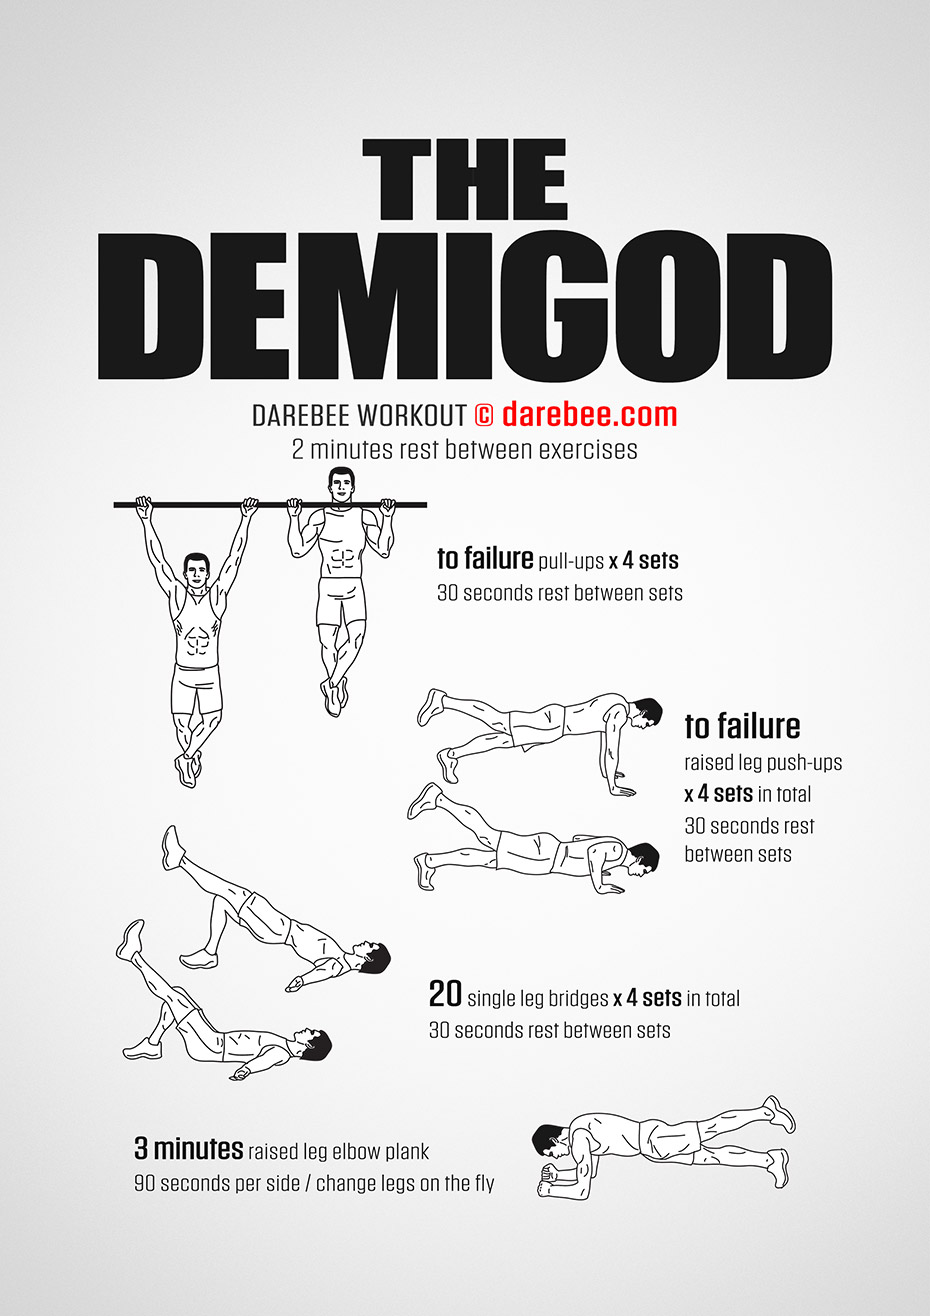 THE
DEMIGOD
DAREBEE WORKOUT © darebee.com
2 minutes rest between exercises
to failure pull-ups x 4 sets
30 seconds rest between sets
to failure
raised leg push-ups
x 4 sets in total
30 seconds rest
between sets
20 single leg bridges x 4 sets in total
30 seconds rest between sets
3 minutes raised leg elbow plank
90 seconds per side / change legs on the fly